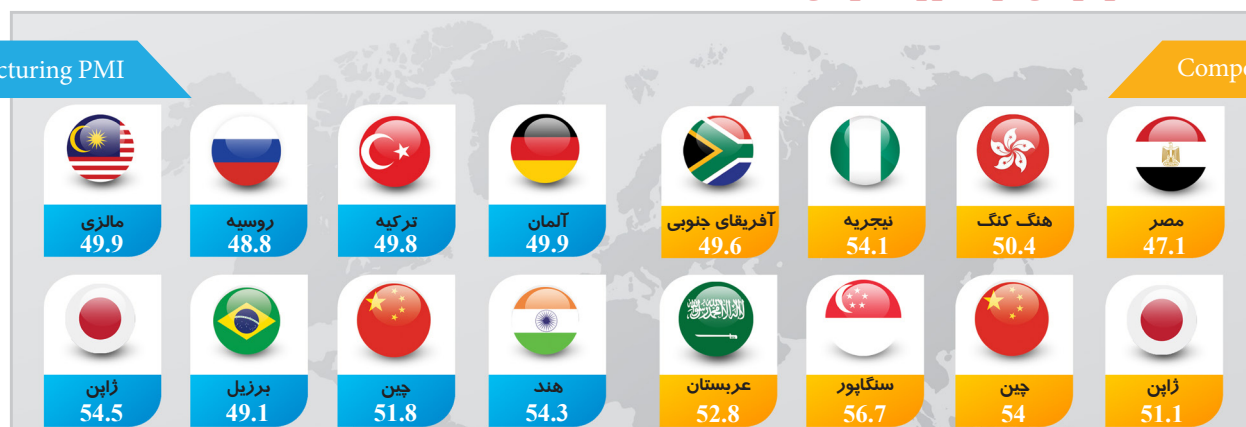 cturing PMI
Compo
مالزی
49.9
روسیه
48.8
ترکیه
49.8
آلمان
49.9
آفریقای جنوبی
49.6
نیجریه
54.1
هنگ کنگ
50.4
مصر
47.1
ژاپن
54.5
برزیل
49.1
چین
51.8
هند
54.3
عربستان
52.8
سنگاپور
56.7
چین
54
ژاپن
51.1